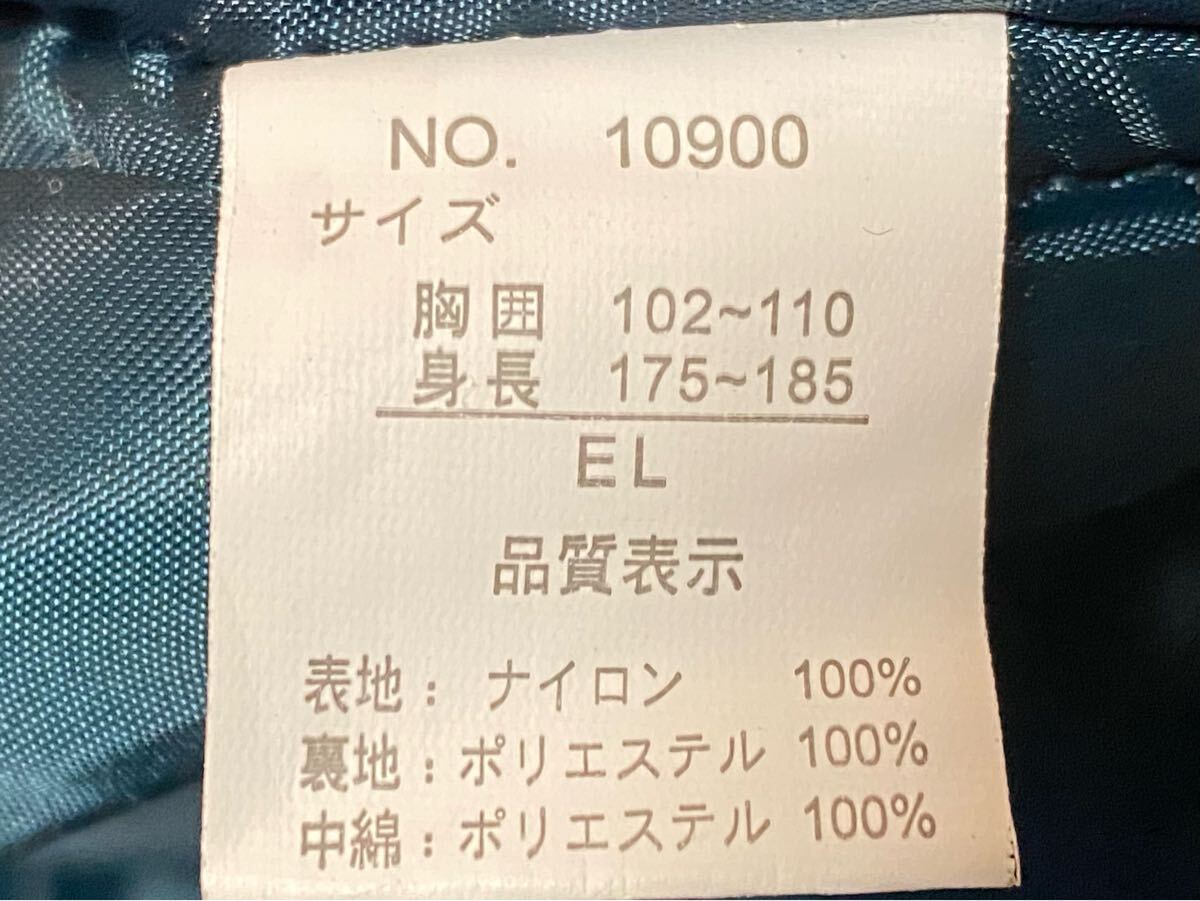 NO. 10900
サイズ
胸囲 102~110
身長 175~185
EL
品質表示
表地：ナイロン 100%
裏地：ポリエステル 100%
中綿：ポリエステル 100%